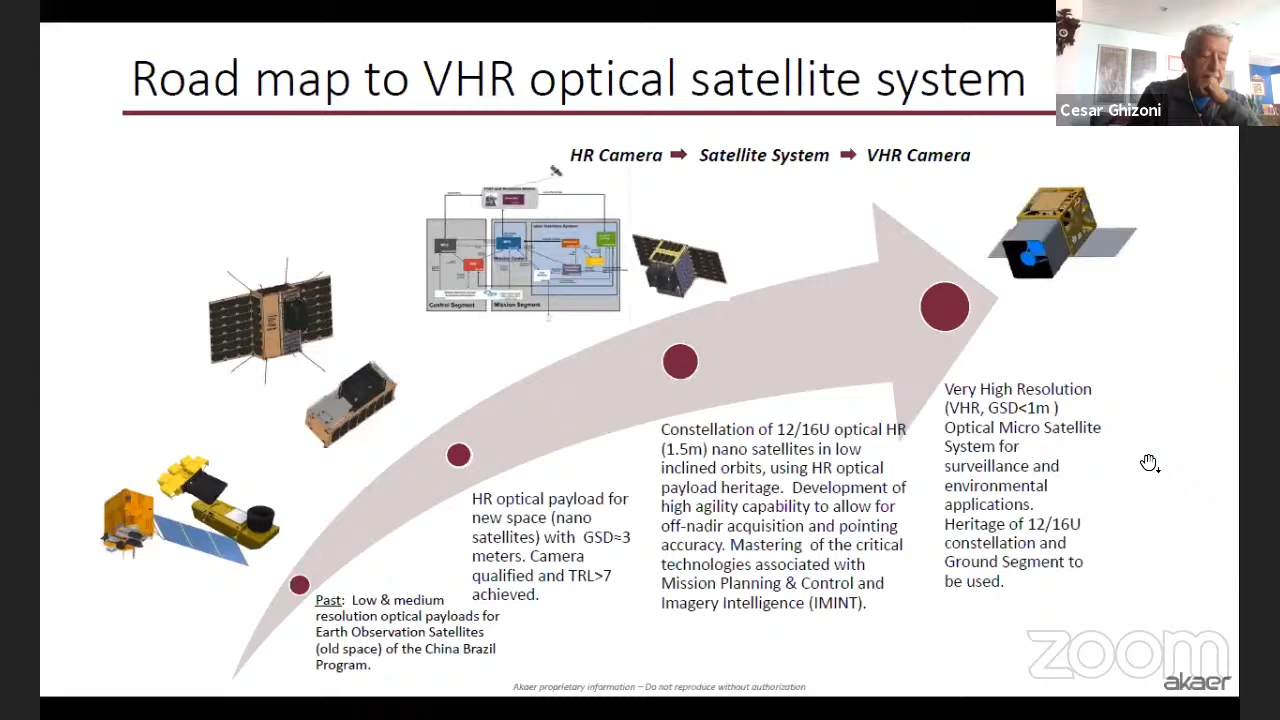 Road map to VHR optical satellite system
Cesar Ghizoni
HR Camera ➡ Satellite System ➡ VHR Camera
Control Segment
Mission Segment
Very High Resolution
(VHR, GSD<1m )
Optical Micro Satellite
System for
surveillance and
environmental
applications.
Heritage of 12/16U
constellation and
Ground Segment to
be used.
Constellation of 12/16U optical HR
(1.5m) nano satellites in low
inclined orbits, using HR optical
payload heritage. Development of
high agility capability to allow for
off-nadir acquisition and pointing
accuracy. Mastering of the critical
technologies associated with
Mission Planning & Control and
Imagery Intelligence (IMINT).
HR optical payload for
new space (nano
satellites) with GSD≈3
meters. Camera
qualified and TRL>7
achieved.
Past: Low & medium
resolution optical payloads for
Earth Observation Satellites
(old space) of the China Brazil
Program.
zoom
akaer
Akaer proprietary information – Do not reproduce without authorization